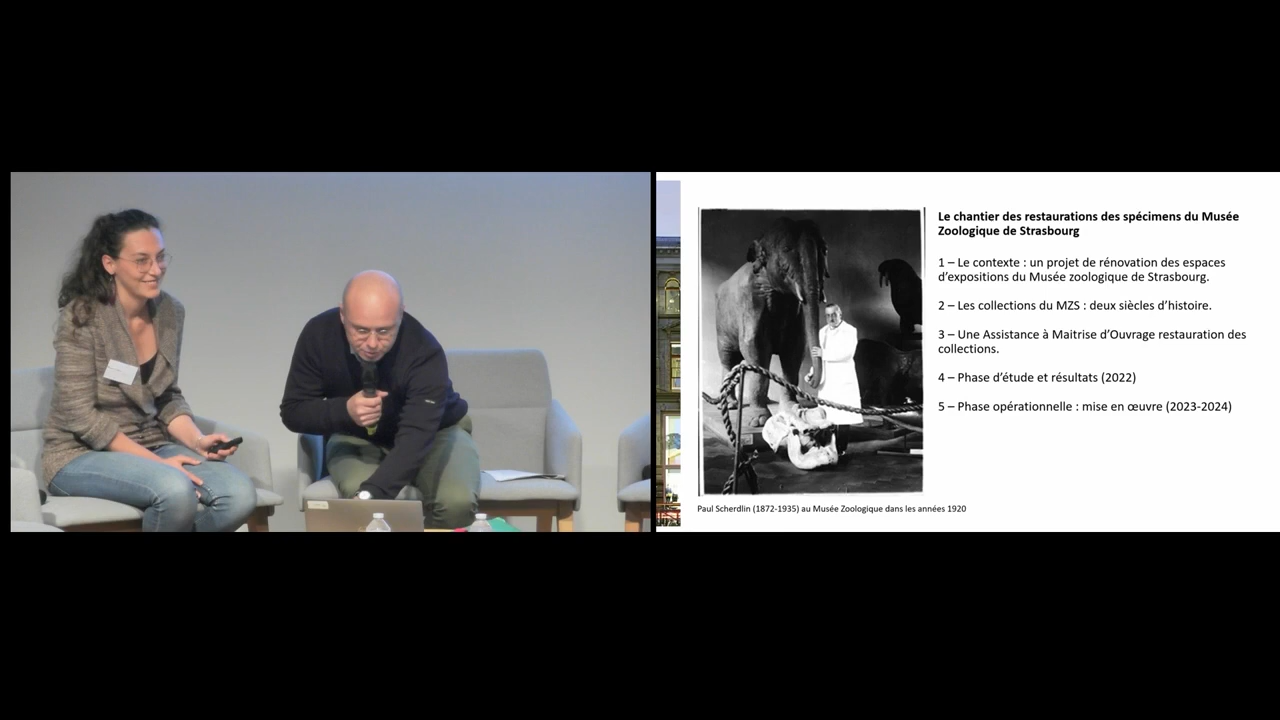 Le chantier des restaurations des spécimens du Musée
Zoologique de Strasbourg
1 – Le contexte : un projet de rénovation des espaces
d'expositions du Musée zoologique de Strasbourg.
2 – Les collections du MZS : deux siècles d'histoire.
3 – Une Assistance à Maitrise d'Ouvrage restauration des
collections.
4 – Phase d'étude et résultats (2022)
5 – Phase opérationnelle : mise en œuvre (2023-2024)
Paul Scherdlin (1872-1935) au Musée Zoologique dans les années 1920